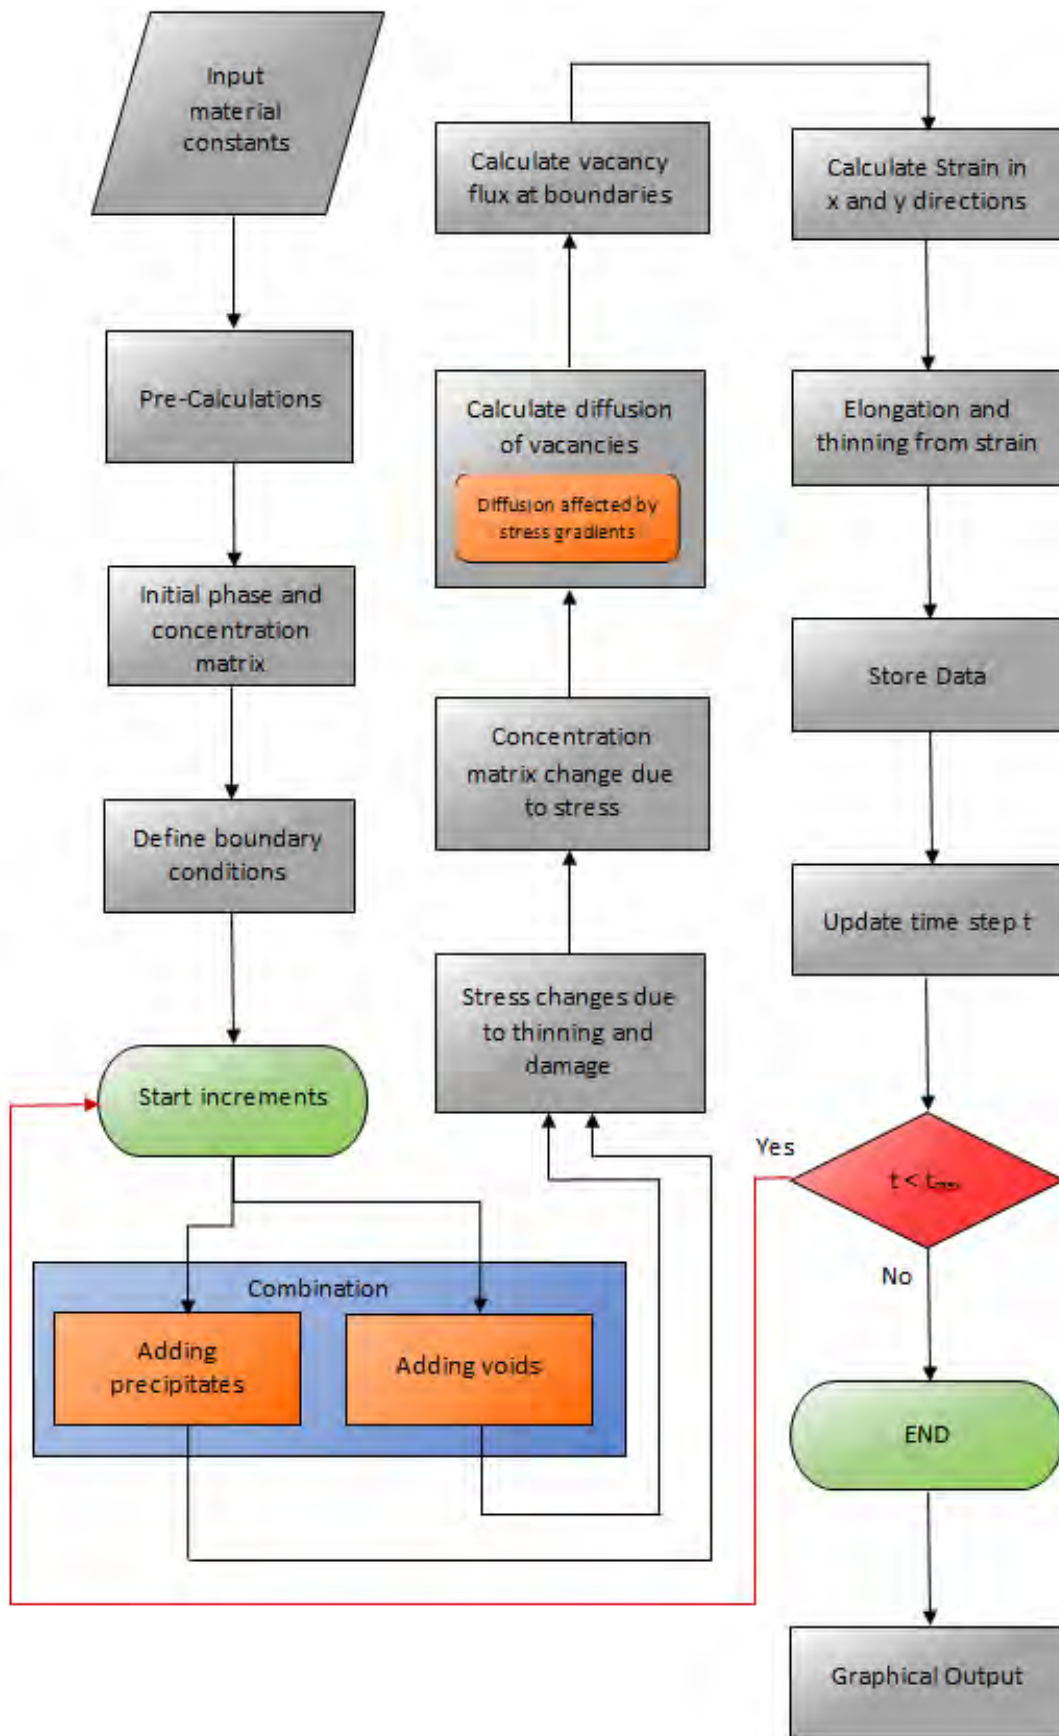 Input
material
constants
Pre-Calculations
Initial phase and
concentration
matrix
Define boundary
conditions
Start increments
Combination
Adding
precipitates
Adding voids
Stress changes due
to thinning and
damage
Concentration
matrix change due
to stress
Calculate diffusion
of vacancies
Diffusion affected by
stress gradients
Calculate vacancy
flux at boundaries
Calculate Strain in
x and y directions
Elongation and
thinning from strain
Store Data
Update time step t
Yes
t < t
No
END
Graphical Output